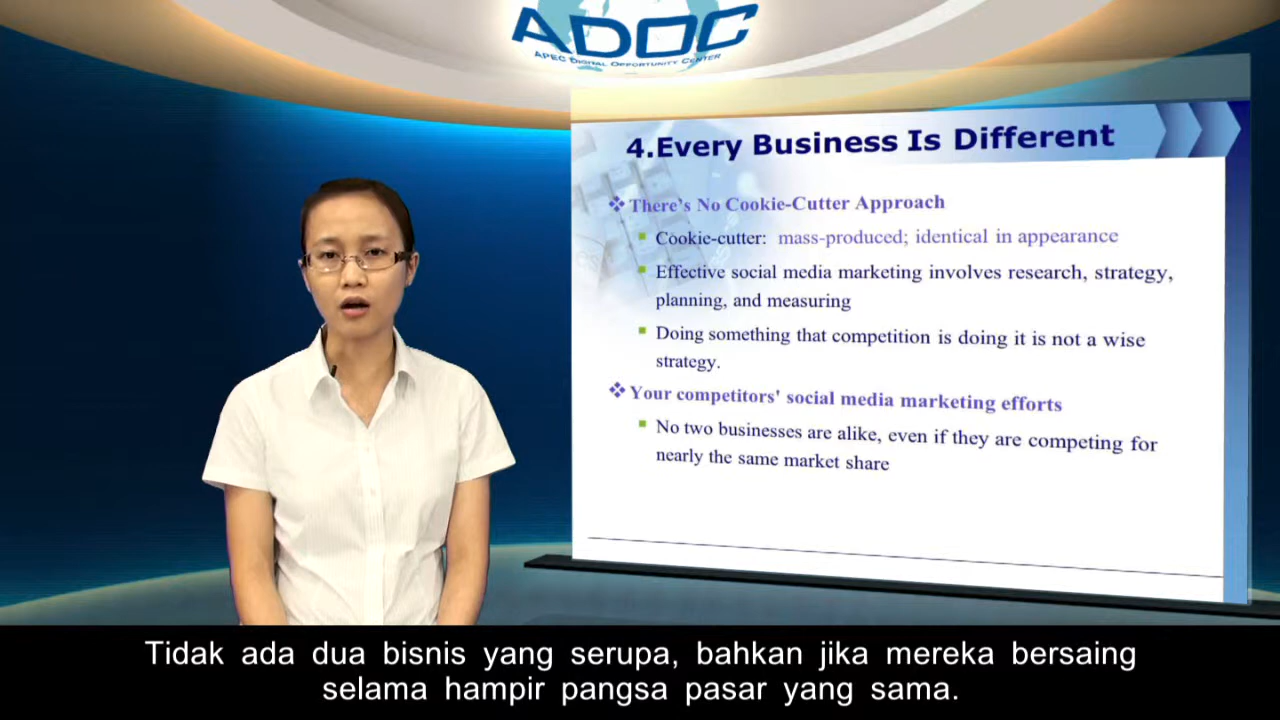 ADOC
APEC DIGITAL OPPORTUNITY CENTER
4.Every Business Is Different
There's No Cookie-Cutter Approach
Cookie-cutter: mass-produced; identical in appearance
Effective social media marketing involves research, strategy,
planning, and measuring
Doing something that competition is doing it is not a wise
strategy.
Your competitors' social media marketing efforts
No two businesses are alike, even if they are competing for
nearly the same market share
Tidak ada dua bisnis yang serupa, bahkan jika mereka bersaing
selama hampir pangsa pasar yang sama.